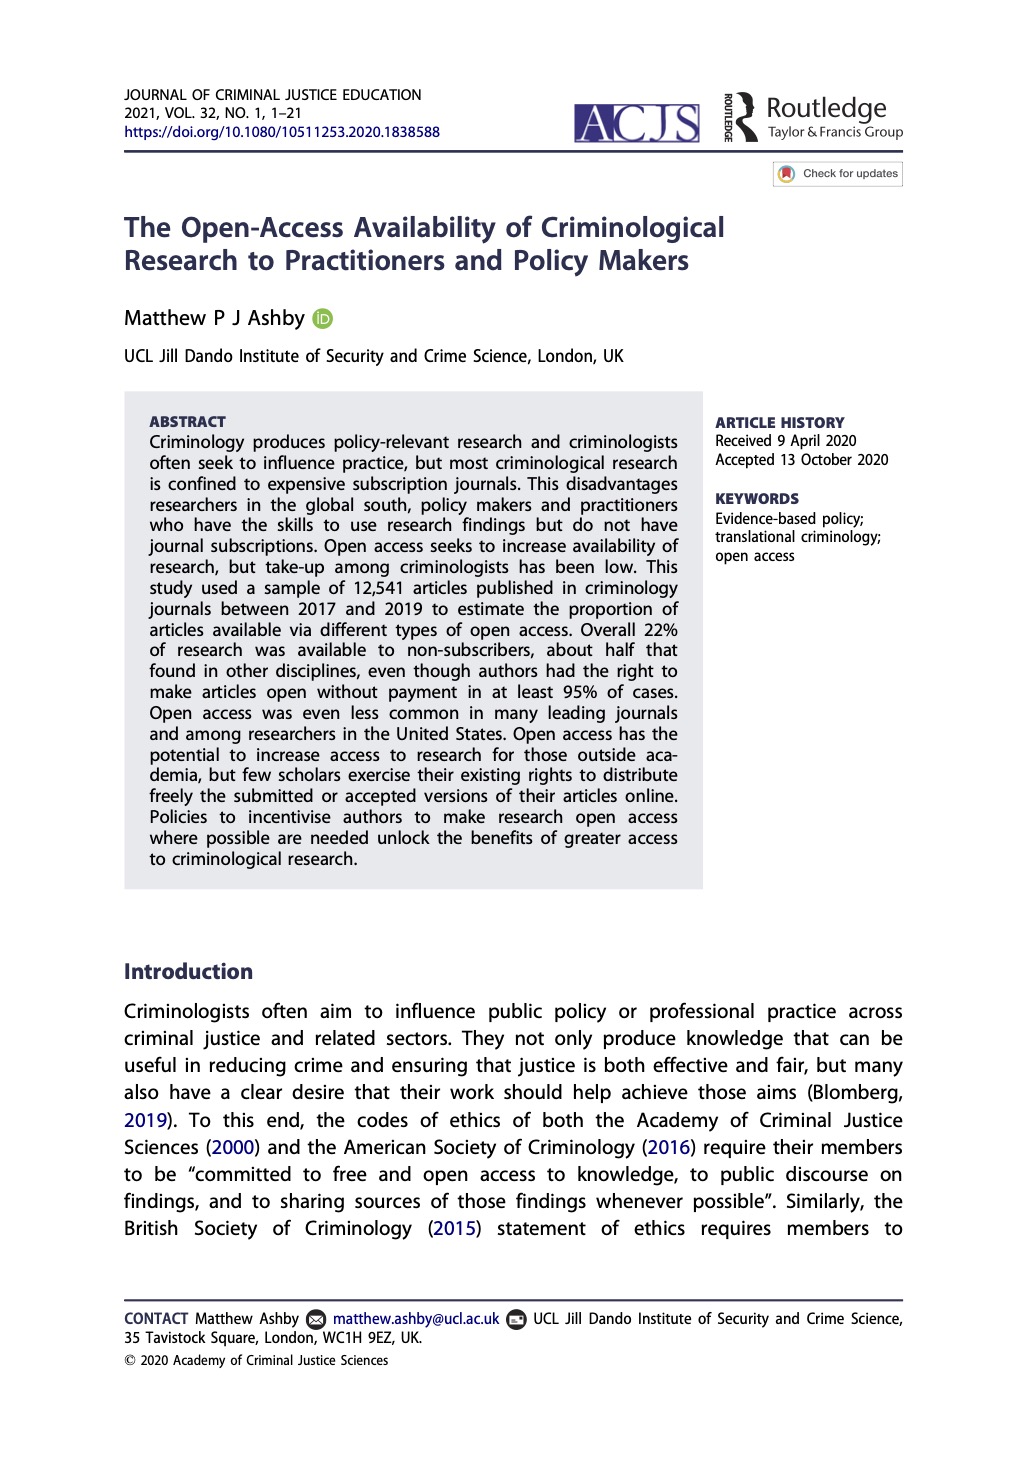 JOURNAL OF CRIMINAL JUSTICE EDUCATION
2021, VOL. 32, NO. 1, 1–21
https://doi.org/10.1080/10511253.2020.1838588
ACJS
ROUTLEDGE
Routledge
Taylor & Francis Group
Check for updates
The Open-Access Availability of Criminological
Research to Practitioners and Policy Makers
Matthew P J Ashby iD
UCL Jill Dando Institute of Security and Crime Science, London, UK
ABSTRACT
Criminology produces policy-relevant research and criminologists
often seek to influence practice, but most criminological research
is confined to expensive subscription journals. This disadvantages
researchers in the global south, policy makers and practitioners
who have the skills to use research findings but do not have
journal subscriptions. Open access seeks to increase availability of
research, but take-up among criminologists has been low. This
study used a sample of 12,541 articles published in criminology
journals between 2017 and 2019 to estimate the proportion of
articles available via different types of open access. Overall 22%
of research was available to non-subscribers, about half that
found in other disciplines, even though authors had the right to
make articles open without payment in at least 95% of cases.
Open access was even less common in many leading journals
and among researchers in the United States. Open access has the
potential to increase access to research for those outside aca-
demia, but few scholars exercise their existing rights to distribute
freely the submitted or accepted versions of their articles online.
Policies to incentivise authors to make research open access
where possible are needed unlock the benefits of greater access
to criminological research.
ARTICLE HISTORY
Received 9 April 2020
Accepted 13 October 2020
KEYWORDS
Evidence-based policy;
translational criminology;
open access
Introduction
Criminologists often aim to influence public policy or professional practice across
criminal justice and related sectors. They not only produce knowledge that can be
useful in reducing crime and ensuring that justice is both effective and fair, but many
also have a clear desire that their work should help achieve those aims (Blomberg,
2019). To this end, the codes of ethics of both the Academy of Criminal Justice
Sciences (2000) and the American Society of Criminology (2016) require their members
to be “committed to free and open access to knowledge, to public discourse on
findings, and to sharing sources of those findings whenever possible”. Similarly, the
British Society of Criminology (2015) statement of ethics requires members to
CONTACT Matthew Ashby matthew.ashby@ucl.ac.uk UCL Jill Dando Institute of Security and Crime Science,
35 Tavistock Square, London, WC1H 9EZ, UK.
© 2020 Academy of Criminal Justice Sciences